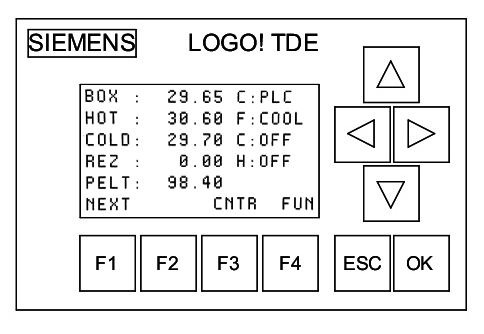 SIEMENS LOGO! TDE
BOX : 29.65 C:PLC
HOT : 30.60 F:COOL
COLD: 29.70 C:OFF
REZ : 0.00 H:OFF
PELT: 98.40
NEXT CNTR FUN
F1 F2 F3 F4 ESC OK